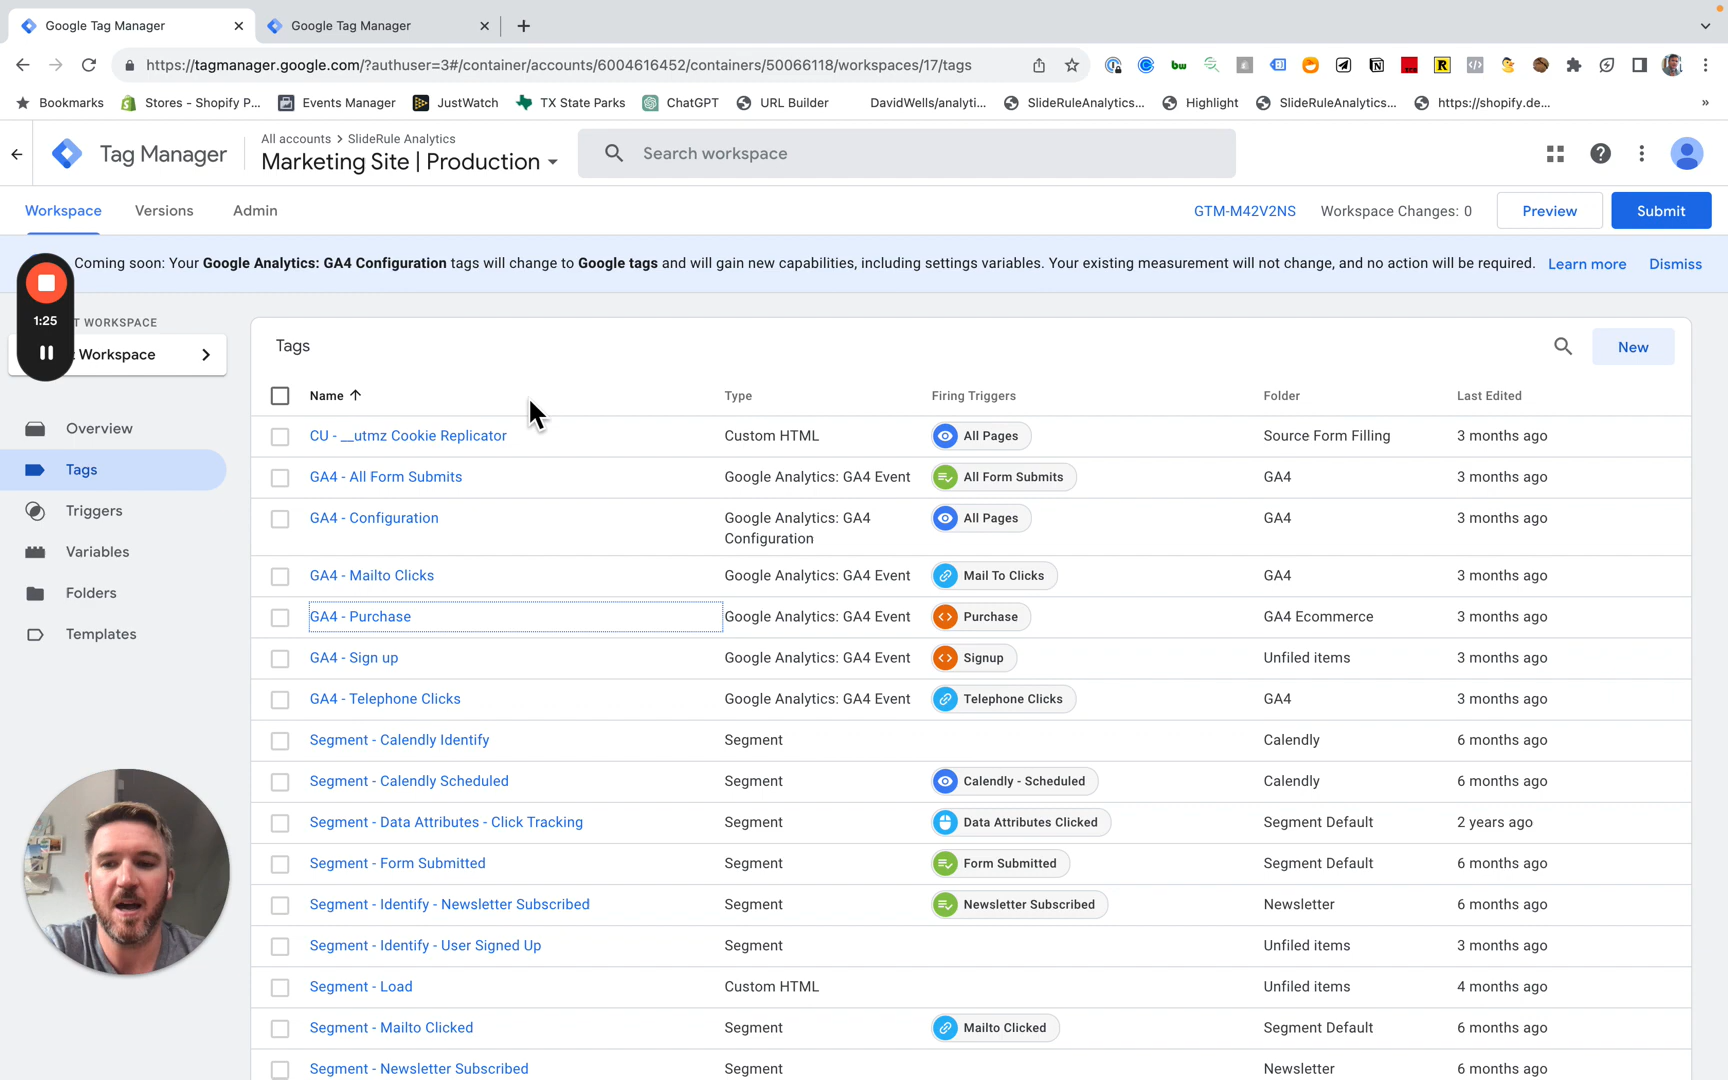 Google Tag Manager
Google Tag Manager
https://tagmanager.google.com/?authuser=3#/container/accounts/6004616452/containers/50066118/workspaces/17/tags
Bookmarks
Stores - Shopify P...
Events Manager
JustWatch
TX State Parks
ChatGPT
URL Builder
DavidWells/analyti...
SlideRuleAnalytics...
Highlight
SlideRuleAnalytics...
https://shopify.de...
»
Tag Manager
All accounts > SlideRule Analytics
Marketing Site | Production
Search workspace
Workspace
Versions
Admin
GTM-M42V2NS
Workspace Changes: 0
Preview
Submit
Coming soon: Your Google Analytics: GA4 Configuration tags will change to Google tags and will gain new capabilities, including settings variables. Your existing measurement will not change, and no action will be required.
Learn more
Dismiss
1:25
T WORKSPACE
Workspace
Overview
Tags
Triggers
Variables
Folders
Templates
Tags
New
Name
Type
Firing Triggers
Folder
Last Edited
CU - __utmz Cookie Replicator
Custom HTML
All Pages
Source Form Filling
3 months ago
GA4 - All Form Submits
Google Analytics: GA4 Event
All Form Submits
GA4
3 months ago
GA4 - Configuration
Google Analytics: GA4
Configuration
All Pages
GA4
3 months ago
GA4 - Mailto Clicks
Google Analytics: GA4 Event
Mail To Clicks
GA4
3 months ago
GA4 - Purchase
Google Analytics: GA4 Event
Purchase
GA4 Ecommerce
3 months ago
GA4 - Sign up
Google Analytics: GA4 Event
Signup
Unfiled items
3 months ago
GA4 - Telephone Clicks
Google Analytics: GA4 Event
Telephone Clicks
GA4
3 months ago
Segment - Calendly Identify
Segment
Calendly
6 months ago
Segment - Calendly Scheduled
Segment
Calendly - Scheduled
Calendly
6 months ago
Segment - Data Attributes - Click Tracking
Segment
Data Attributes Clicked
Segment Default
2 years ago
Segment - Form Submitted
Segment
Form Submitted
Segment Default
6 months ago
Segment - Identify - Newsletter Subscribed
Segment
Newsletter Subscribed
Newsletter
6 months ago
Segment - Identify - User Signed Up
Segment
Unfiled items
3 months ago
Segment - Load
Custom HTML
Unfiled items
4 months ago
Segment - Mailto Clicked
Segment
Mailto Clicked
Segment Default
6 months ago
Segment - Newsletter Subscribed
Segment
Newsletter
6 months ago